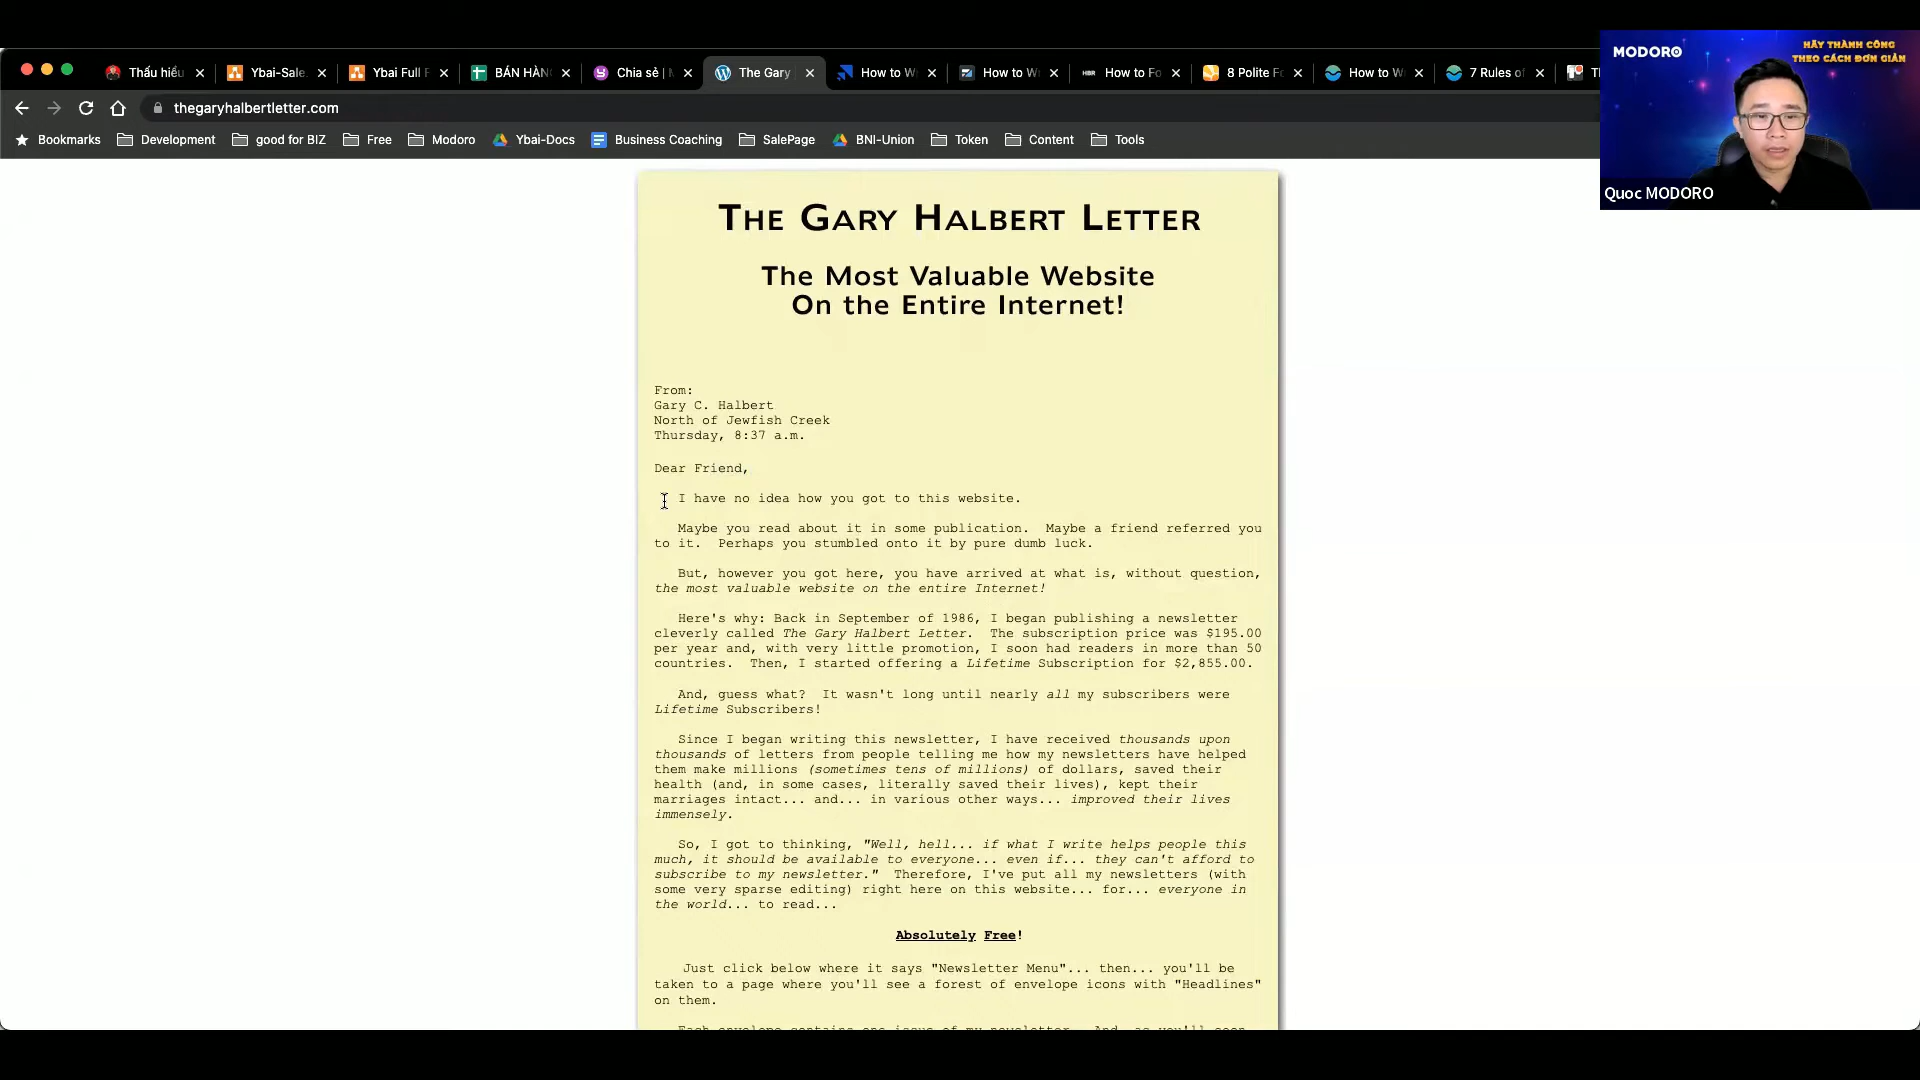 Thấu hiểu
Ybai-Sale
Ybai Full F
BÁN HÀN
Chia sẻ | M
The Gary
How to W
How to W
HBR
How to Fo
8 Polite Fo
How to W
7 Rules of
thegaryhalbertletter.com
Bookmarks
Development
good for BIZ
Free
Modoro
Ybai-Docs
Business Coaching
SalePage
BNI-Union
Token
Content
Tools
MODORO
HÃY THÀNH CÔNG
THEO CÁCH ĐƠN GIẢN
Quoc MODORO
THE GARY HALBERT LETTER
The Most Valuable Website
On the Entire Internet!
From:
Gary C. Halbert
North of Jewfish Creek
Thursday, 8:37 a.m.
Dear Friend,
I have no idea how you got to this website.
Maybe you read about it in some publication. Maybe a friend referred you
to it. Perhaps you stumbled onto it by pure dumb luck.
But, however you got here, you have arrived at what is, without question,
the most valuable website on the entire Internet!
Here's why: Back in September of 1986, I began publishing a newsletter
cleverly called The Gary Halbert Letter. The subscription price was $195.00
per year and, with very little promotion, I soon had readers in more than 50
countries. Then, I started offering a Lifetime Subscription for $2,855.00.
And, guess what? It wasn't long until nearly all my subscribers were
Lifetime Subscribers!
Since I began writing this newsletter, I have received thousands upon
thousands of letters from people telling me how my newsletters have helped
them make millions (sometimes tens of millions) of dollars, saved their
health (and, in some cases, literally saved their lives), kept their
marriages intact... and... in various other ways... improved their lives
immensely.
So, I got to thinking, "Well, hell... if what I write helps people this
much, it should be available to everyone... even if... they can't afford to
subscribe to my newsletter." Therefore, I've put all my newsletters (with
some very sparse editing) right here on this website... for... everyone in
the world... to read...
Absolutely Free!
Just click below where it says "Newsletter Menu"... then... you'll be
taken to a page where you'll see a forest of envelope icons with "Headlines"
on them.